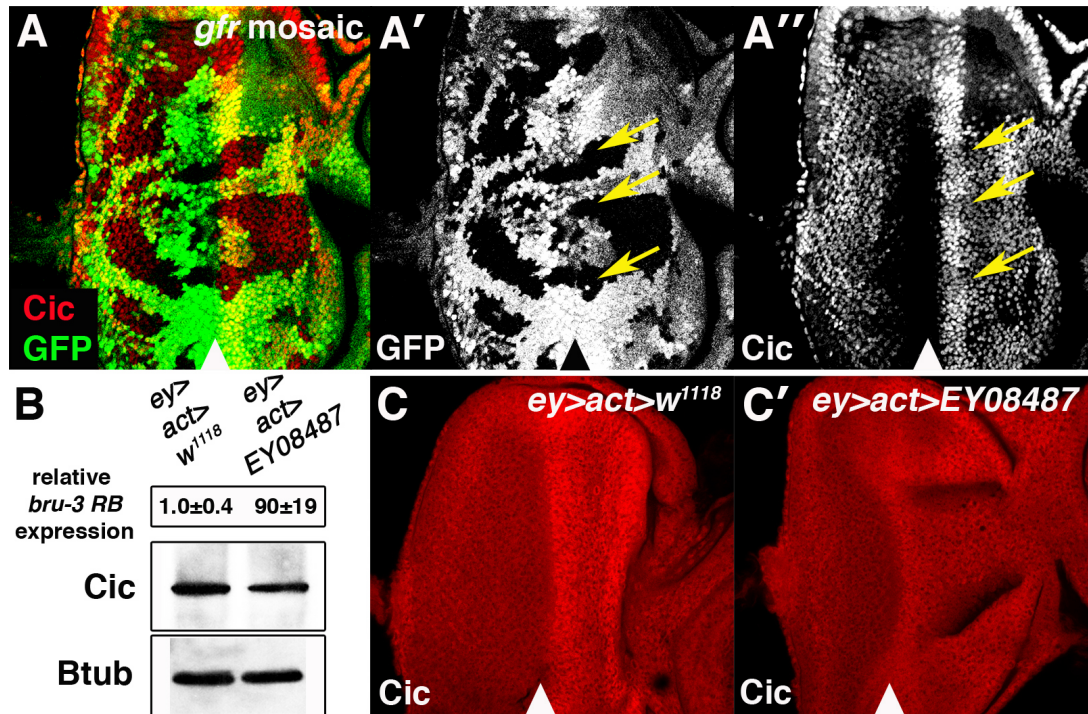 A gfr mosaic
Cic
GFP
A′
GFP
A″
Cic
B
ey>
act>
w1118
ey>
act>
EY08487
relative
bru-3 RB
expression
1.0±0.4 90±19
Cic
Btub
C ey>act>w1118
Cic
C′ ey>act>EY08487
Cic